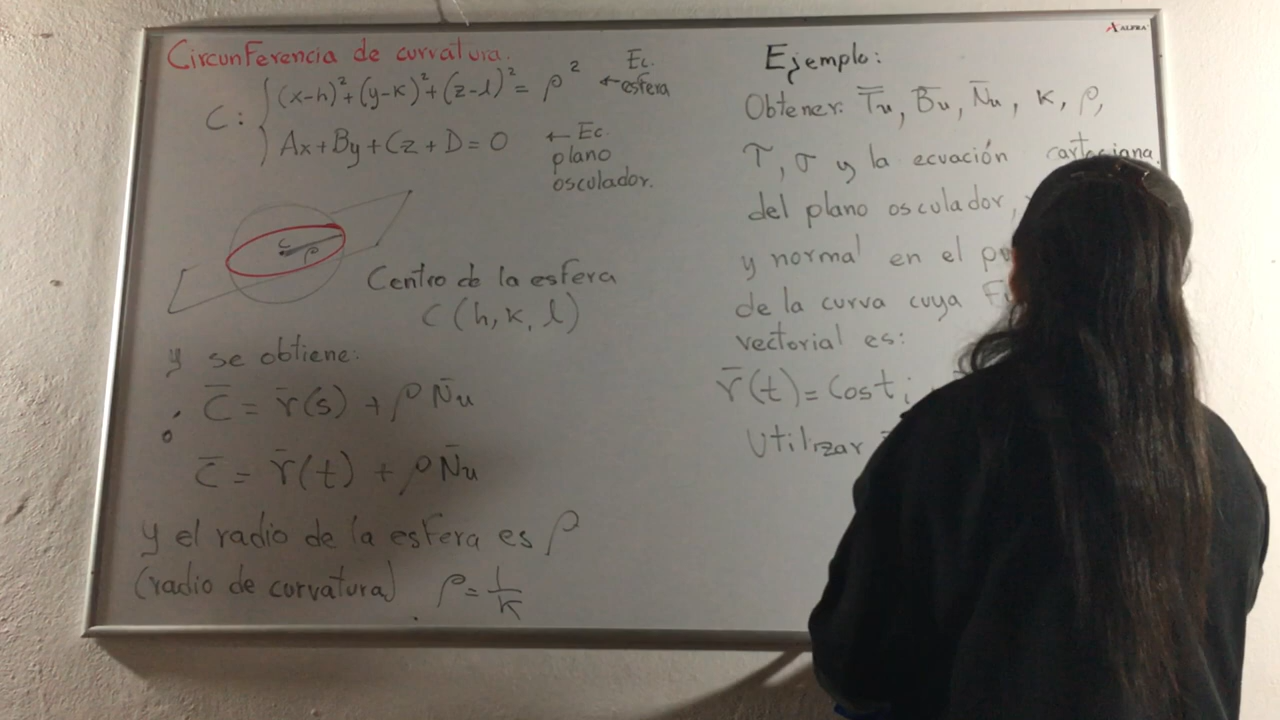 Circunferencia de curvatura.
C: (x-h)²+(y-k)²+(z-l)² = ρ² ← Ec. esfera
Ax+By+Cz+D=0 ← Ec. plano osculador.
C
ρ
Centro de la esfera
C(h,k,l)
y se obtiene:
C̄ = r̄(s) + ρN̄u
C̄ = r̄(t) + ρN̄u
y el radio de la esfera es ρ
(radio de curvatura) ρ=1/κ
ALFRA
Ejemplo:
Obtener: T̄u, B̄u, N̄u, κ, ρ,
τ, σ y la ecuación cartesiana
del plano osculador,
y normal en el
de la curva cuya
vectorial es:
r̄(t)=Cost i
Utilizar